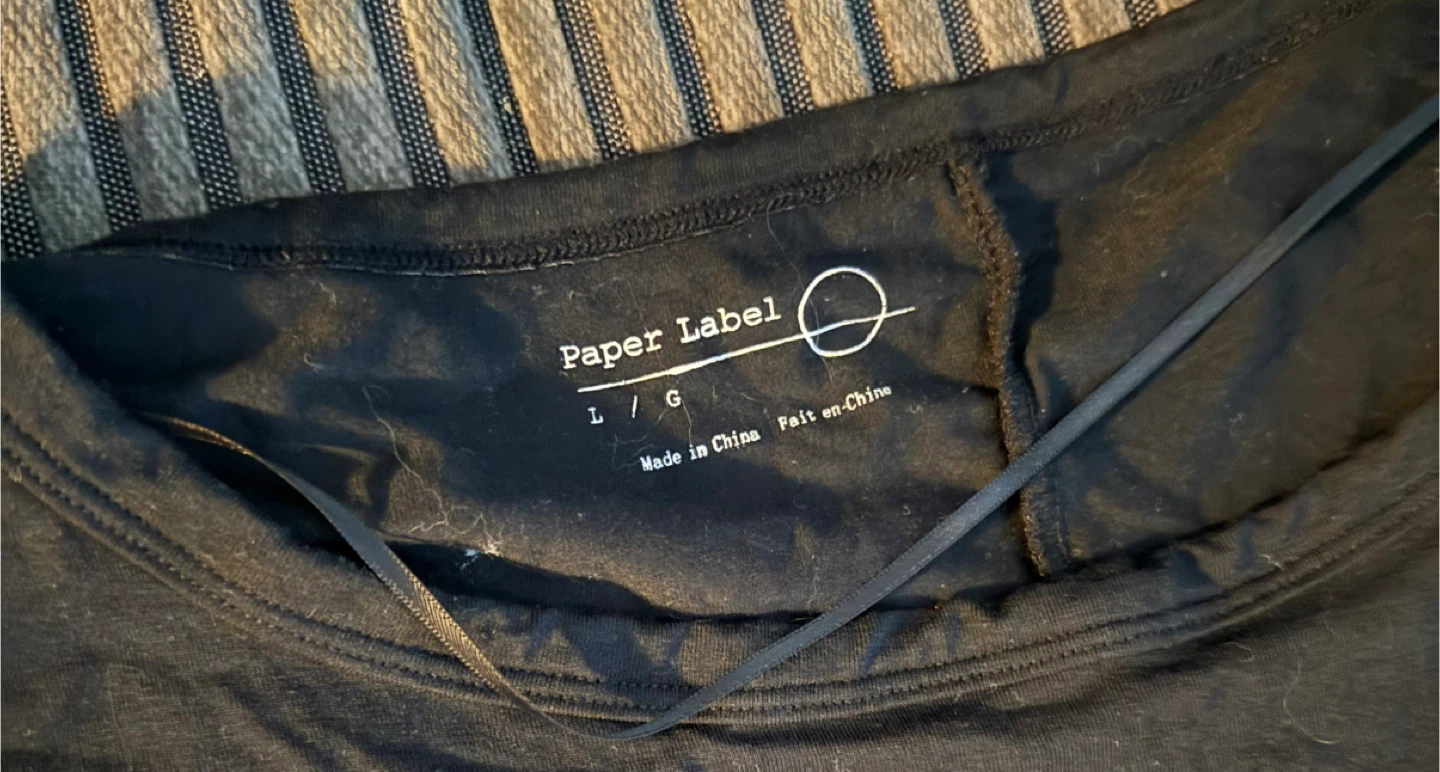 Paper Label
L / G
Made in China Fait en Chine